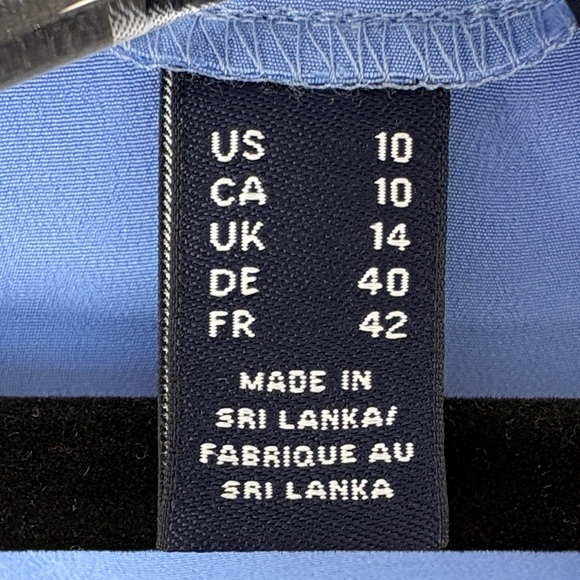 US 10
CA 10
UK 14
DE 40
FR 42
MADE IN
SRI LANKA/
FABRIQUE AU
SRI LANKA